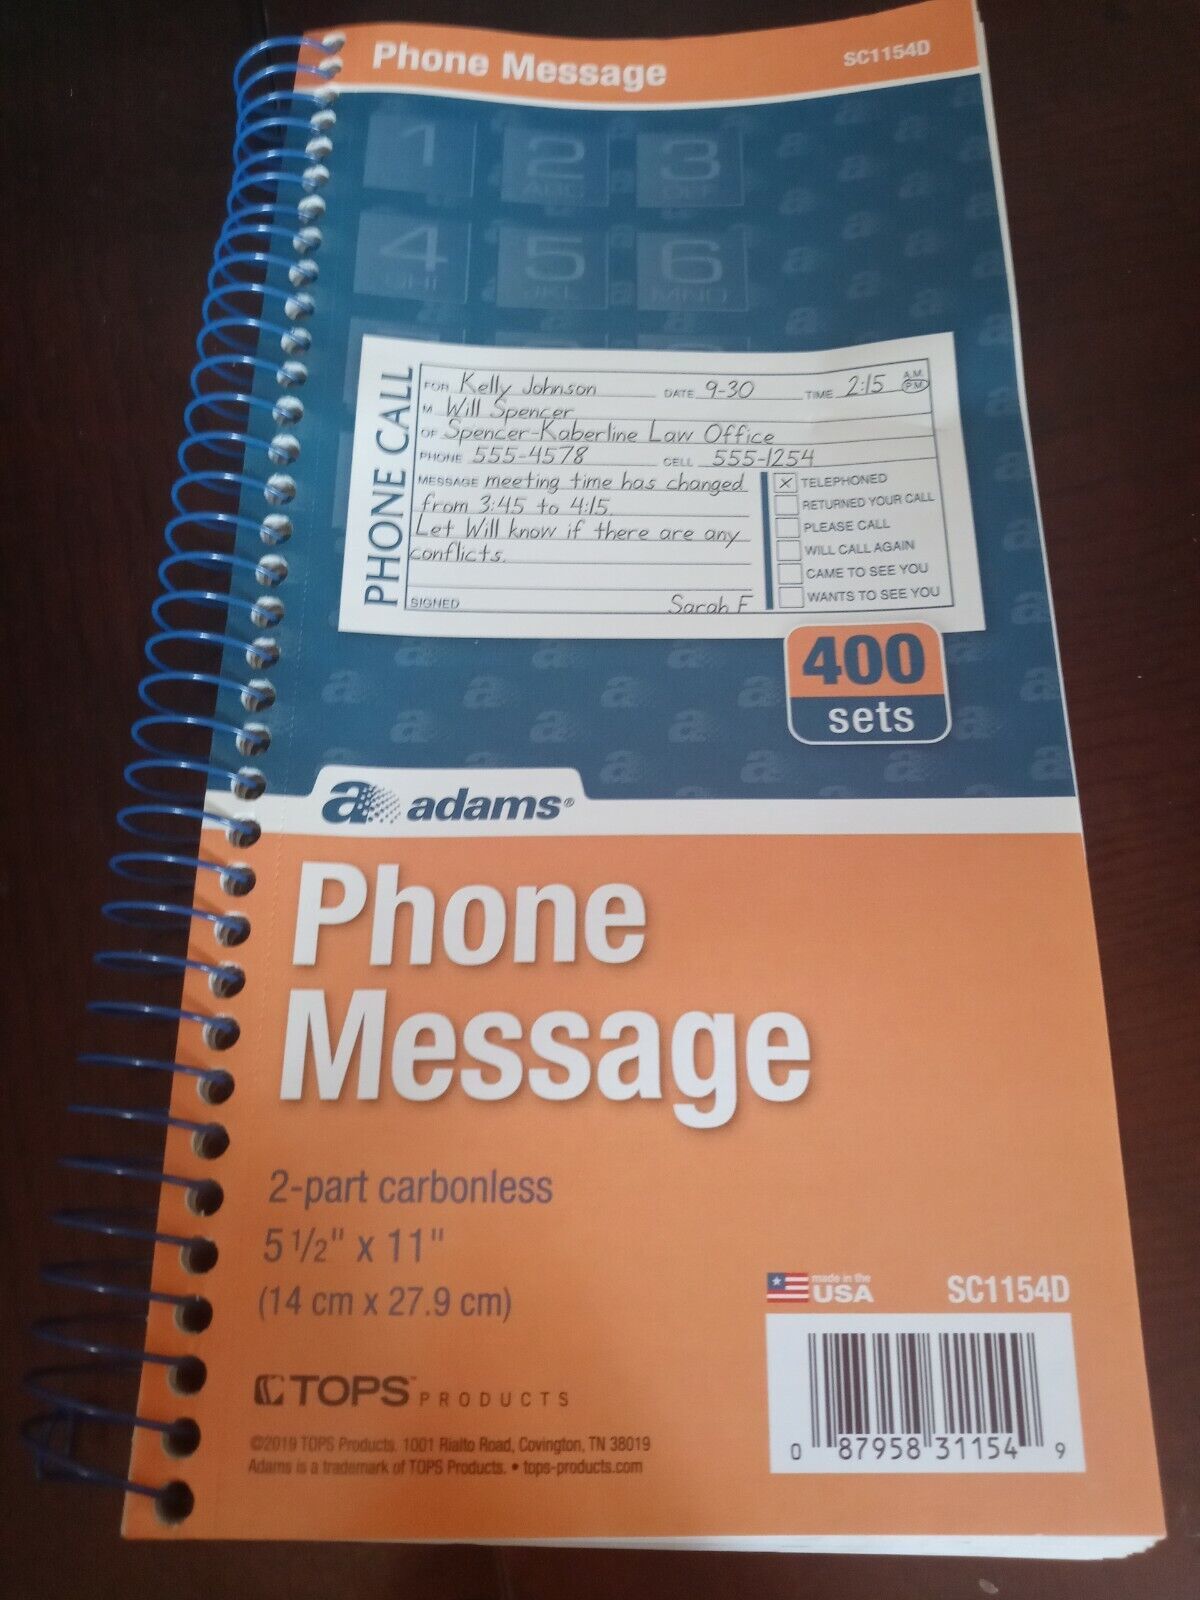 Phone Message SC1154D
1 2 ABC 3
4 GHI 5 JKL 6 MNO
PHONE CALL
FOR Kelly Johnson DATE 9-30 TIME 2:15 A.M. P.M.
M Will Spencer
OF Spencer-Kaberline Law Office
PHONE 555-4578 CELL 555-1254
MESSAGE meeting time has changed
from 3:45 to 4:15.
Let Will know if there are any
conflicts.
SIGNED Sarah F
x TELEPHONED
RETURNED YOUR CALL
PLEASE CALL
WILL CALL AGAIN
CAME TO SEE YOU
WANTS TO SEE YOU
400
sets
a adams®
Phone
Message
2-part carbonless
5 1/2" x 11"
(14 cm x 27.9 cm)
made in the
USA
SC1154D
TOPS™ PRODUCTS
©2019 TOPS Products. 1001 Rialto Road, Covington, TN 38019
Adams is a trademark of TOPS Products. • tops-products.com
0 87958 31154 9